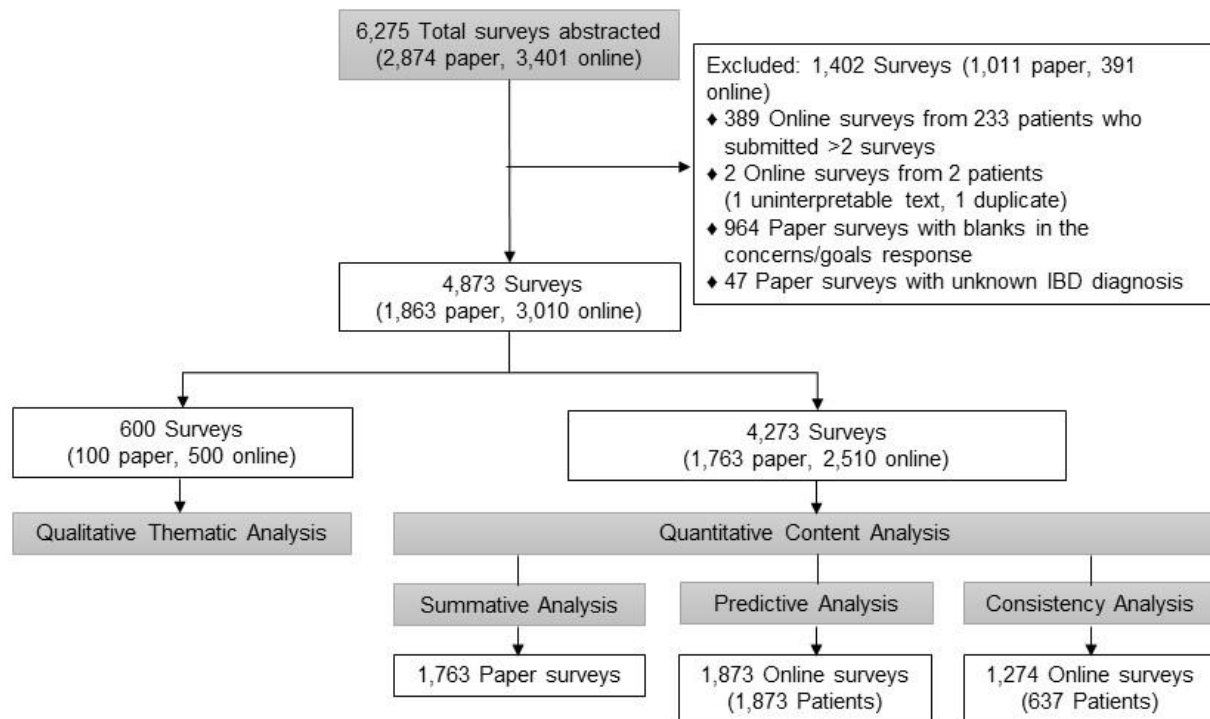 6,275 Total surveys abstracted
(2,874 paper, 3,401 online)
Excluded: 1,402 Surveys (1,011 paper, 391
online)
♦ 389 Online surveys from 233 patients who
submitted >2 surveys
♦ 2 Online surveys from 2 patients
(1 uninterpretable text, 1 duplicate)
♦ 964 Paper surveys with blanks in the
concerns/goals response
♦ 47 Paper surveys with unknown IBD diagnosis
4,873 Surveys
(1,863 paper, 3,010 online)
600 Surveys
(100 paper, 500 online)
4,273 Surveys
(1,763 paper, 2,510 online)
Qualitative Thematic Analysis
Quantitative Content Analysis
Summative Analysis
Predictive Analysis
Consistency Analysis
1,763 Paper surveys
1,873 Online surveys
(1,873 Patients)
1,274 Online surveys
(637 Patients)